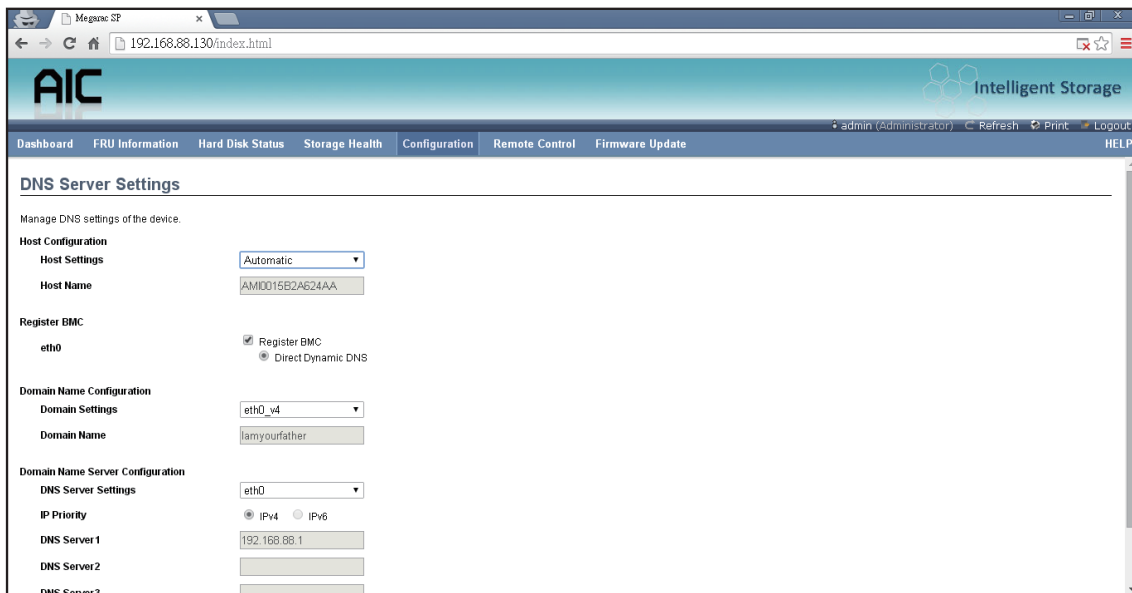 Megarac SP
192.168.88.130/index.html
AIC
Intelligent Storage
admin (Administrator) Refresh Print Logout
Dashboard FRU Information Hard Disk Status Storage Health Configuration Remote Control Firmware Update HELP
DNS Server Settings
Manage DNS settings of the device.
Host Configuration
Host Settings Automatic
Host Name AMI0015B2A624AA
Register BMC
eth0 Register BMC
Direct Dynamic DNS
Domain Name Configuration
Domain Settings eth0_v4
Domain Name Iamyourfather
Domain Name Server Configuration
DNS Server Settings eth0
IP Priority IPv4 IPv6
DNS Server1 192.168.88.1
DNS Server2
DNS Server3